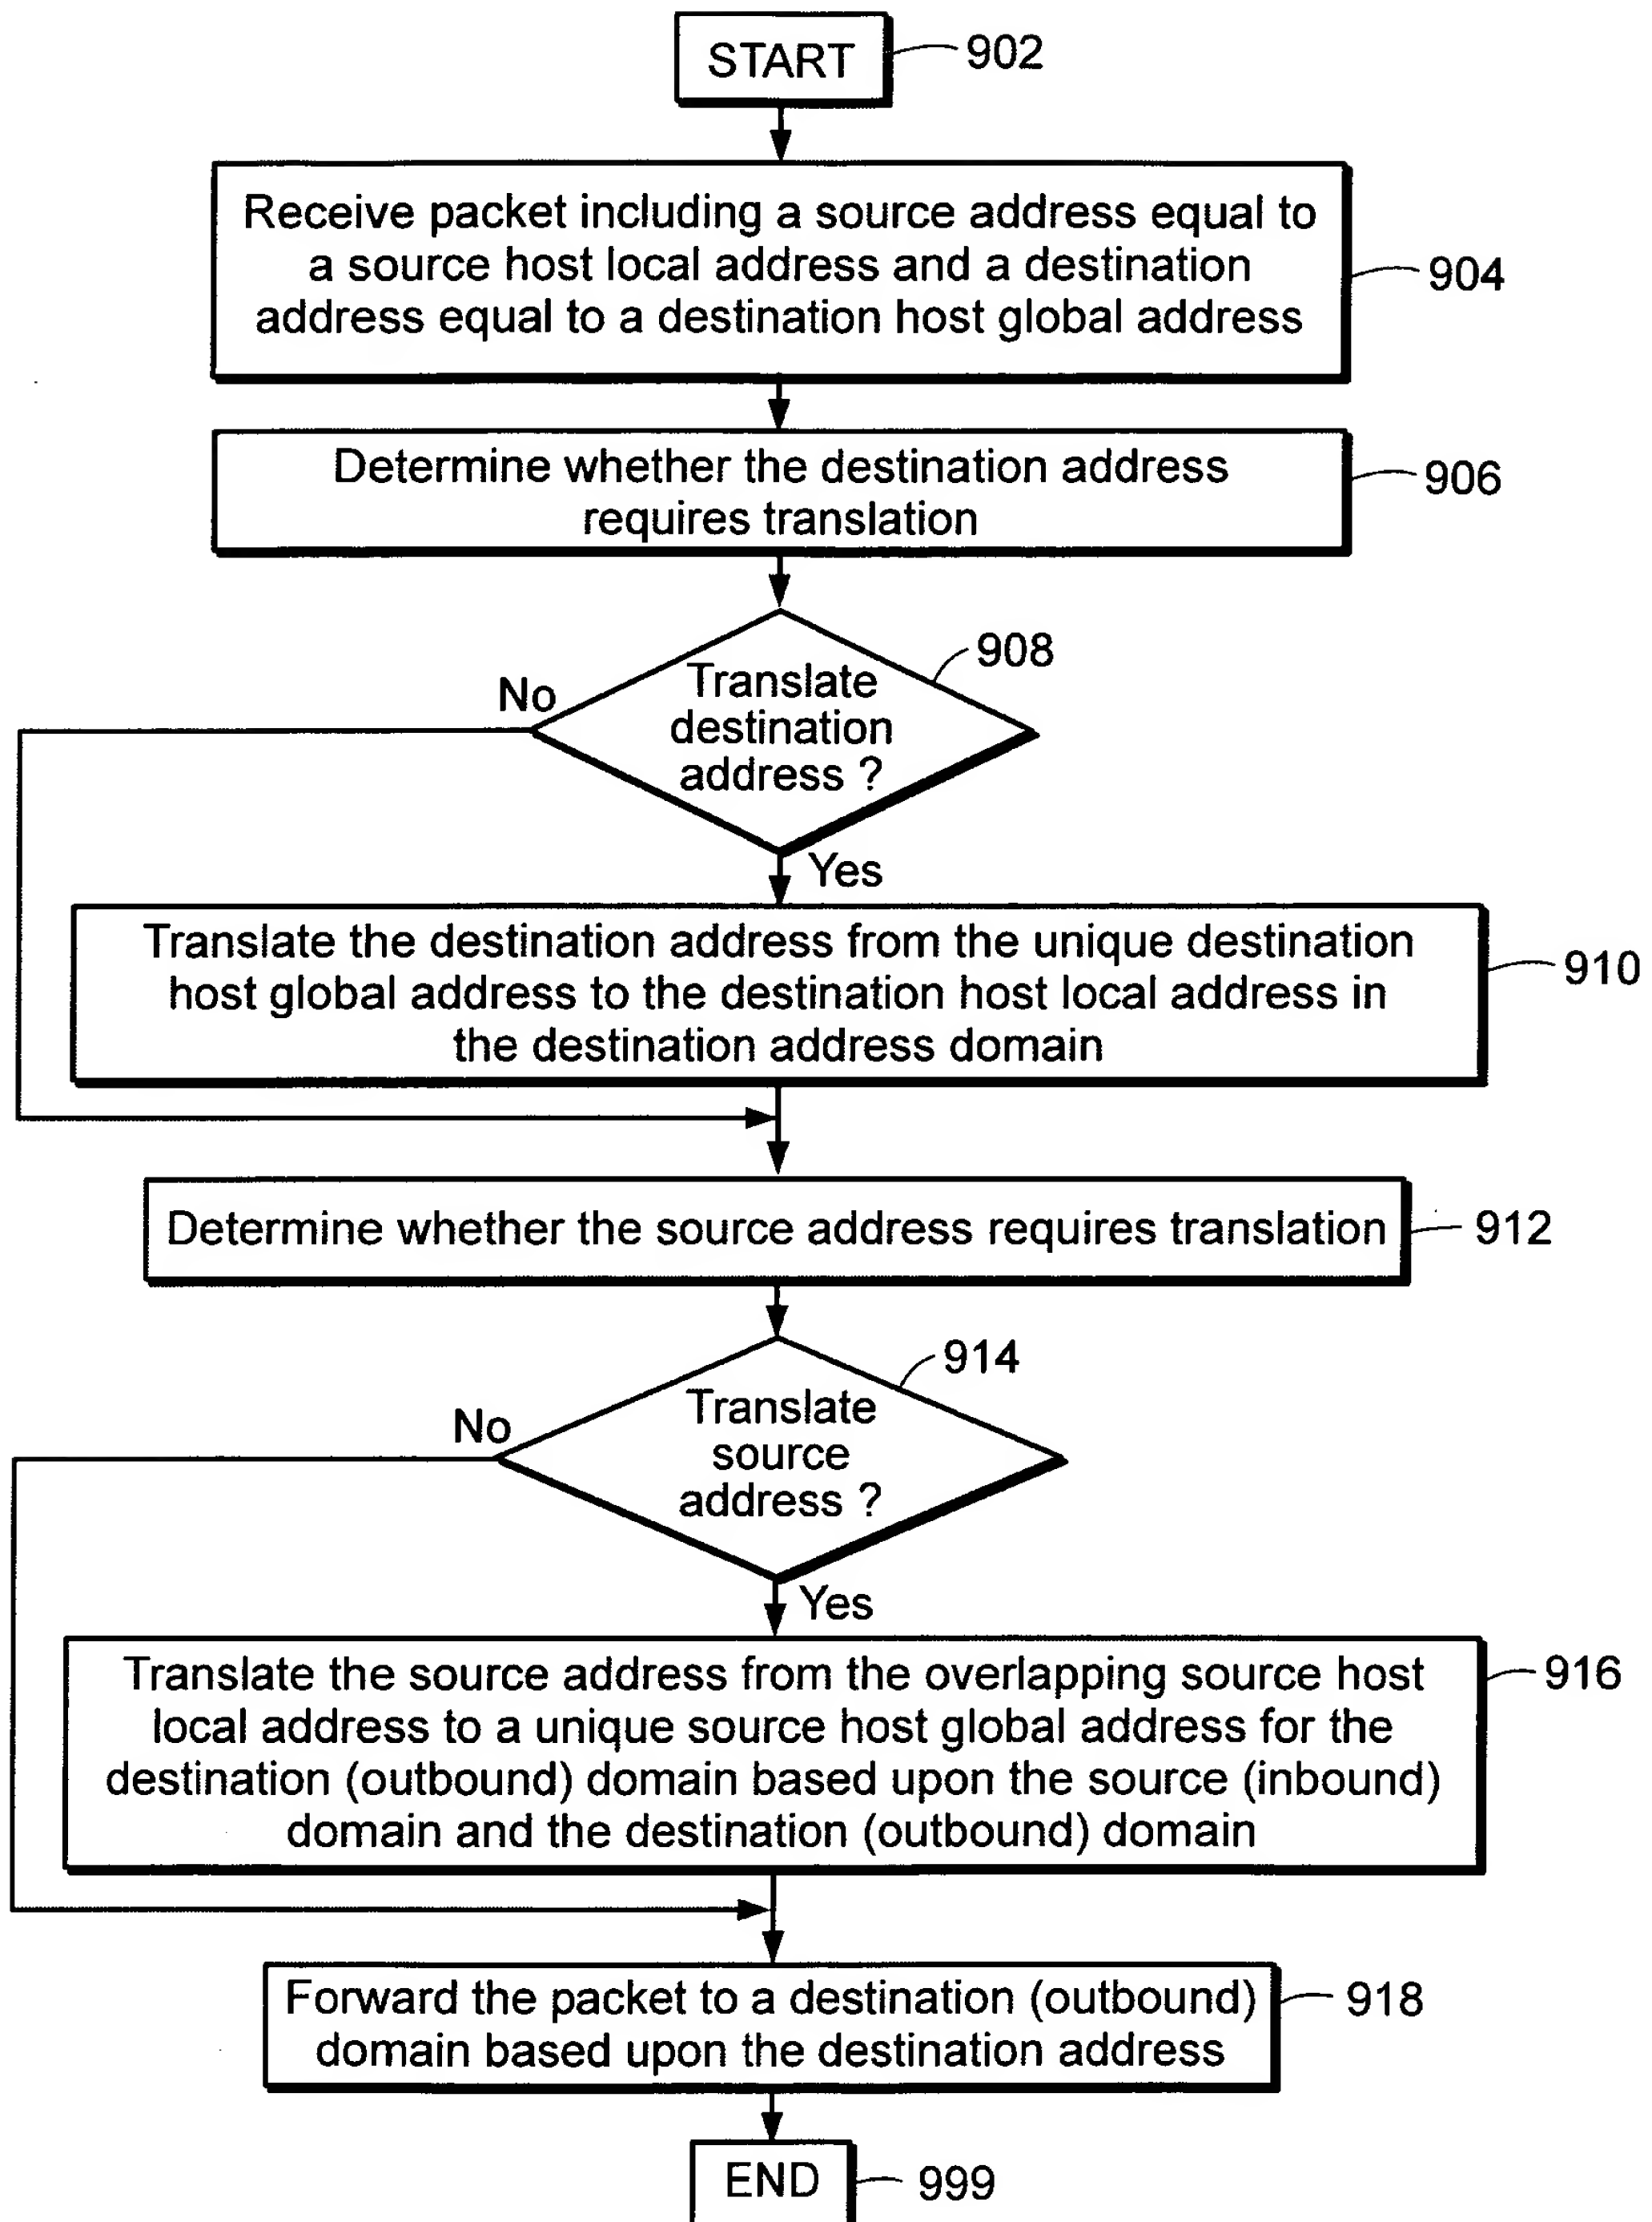 START
902
Receive packet including a source address equal to
a source host local address and a destination
address equal to a destination host global address
904
Determine whether the destination address
requires translation
906
908
No
Translate
destination
address ?
Yes
Translate the destination address from the unique destination
host global address to the destination host local address in
the destination address domain
910
Determine whether the source address requires translation
912
914
No
Translate
source
address ?
Yes
Translate the source address from the overlapping source host
local address to a unique source host global address for the
destination (outbound) domain based upon the source (inbound)
domain and the destination (outbound) domain
916
Forward the packet to a destination (outbound)
domain based upon the destination address
918
END
999